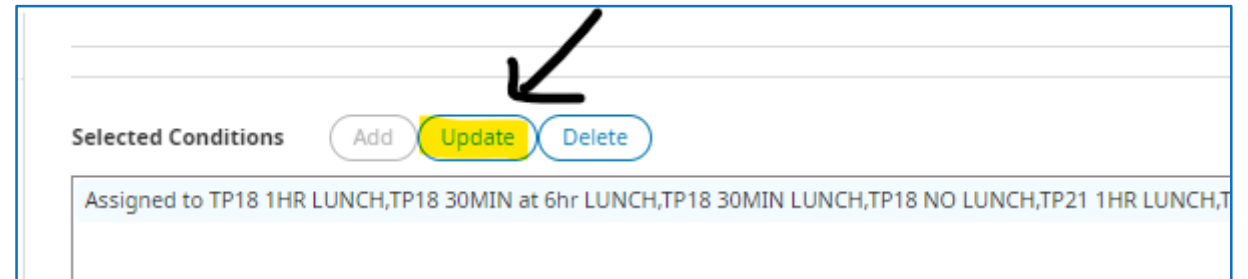 Selected Conditions Add Update Delete
Assigned to TP18 1HR LUNCH,TP18 30MIN at 6hr LUNCH,TP18 30MIN LUNCH,TP18 NO LUNCH,TP21 1HR LUNCH,T